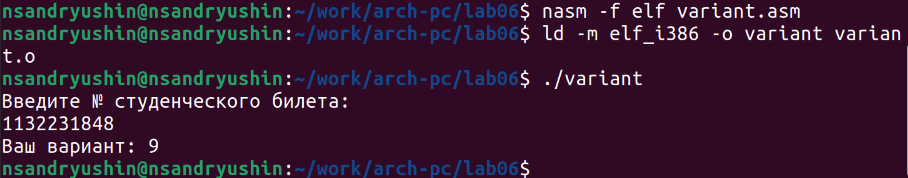 nsandryushin@nsandryushin:~/work/arch-pc/lab06$ nasm -f elf variant.asm
nsandryushin@nsandryushin:~/work/arch-pc/lab06$ ld -m elf_i386 -o variant varian
t.o
nsandryushin@nsandryushin:~/work/arch-pc/lab06$ ./variant
Введите № студенческого билета:
1132231848
Ваш вариант: 9
nsandryushin@nsandryushin:~/work/arch-pc/lab06$